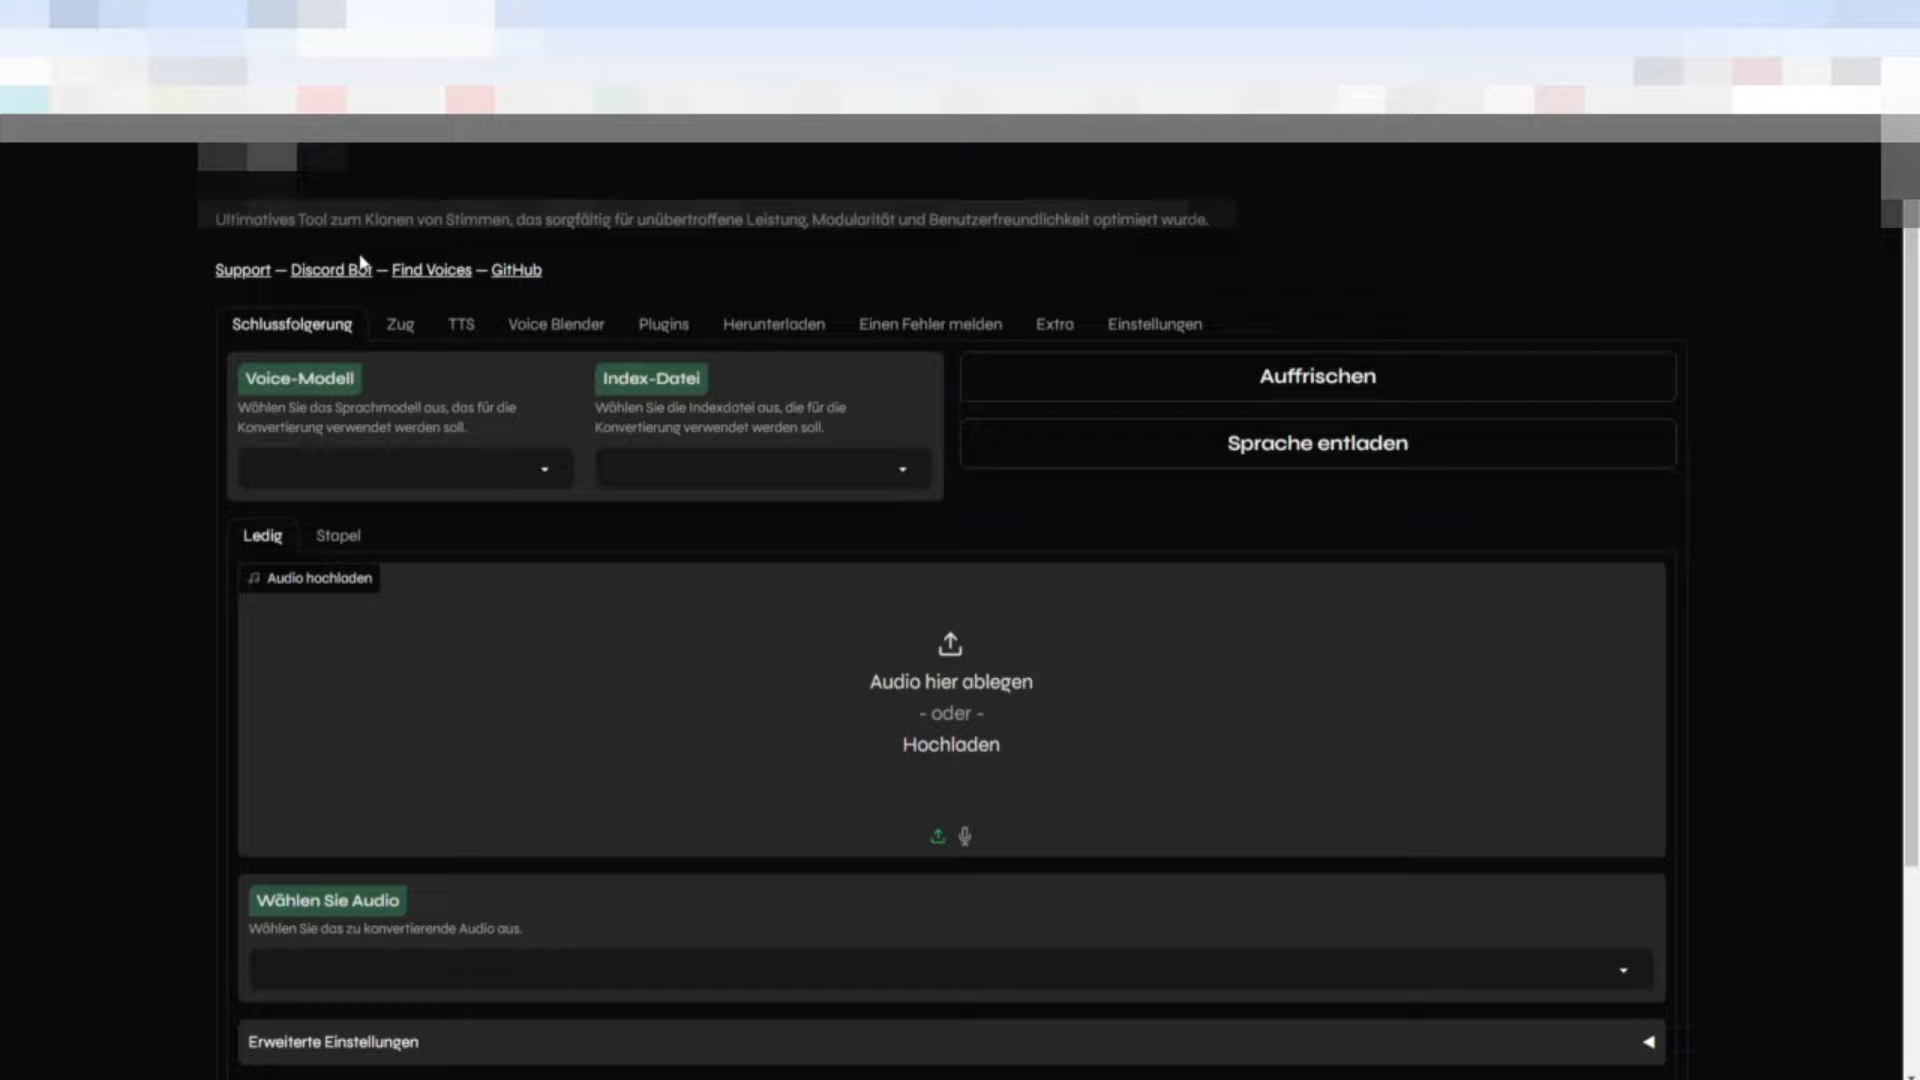 Ultimatives Tool zum Klonen von Stimmen, das sorgfältig für unübertroffene Leistung, Modularität und Benutzerfreundlichkeit optimiert wurde.
Support — Discord Bot — Find Voices — GitHub
Schlussfolgerung Zug TTS Voice Blender Plugins Herunterladen Einen Fehler melden Extra Einstellungen
Voice-Modell
Wählen Sie das Sprachmodell aus, das für die
Konvertierung verwendet werden soll.
Index-Datei
Wählen Sie die Indexdatei aus, die für die
Konvertierung verwendet werden soll.
Auffrischen
Sprache entladen
Ledig Stapel
Audio hochladen
Audio hier ablegen
- oder -
Hochladen
Wählen Sie Audio
Wählen Sie das zu konvertierende Audio aus.
Erweiterte Einstellungen